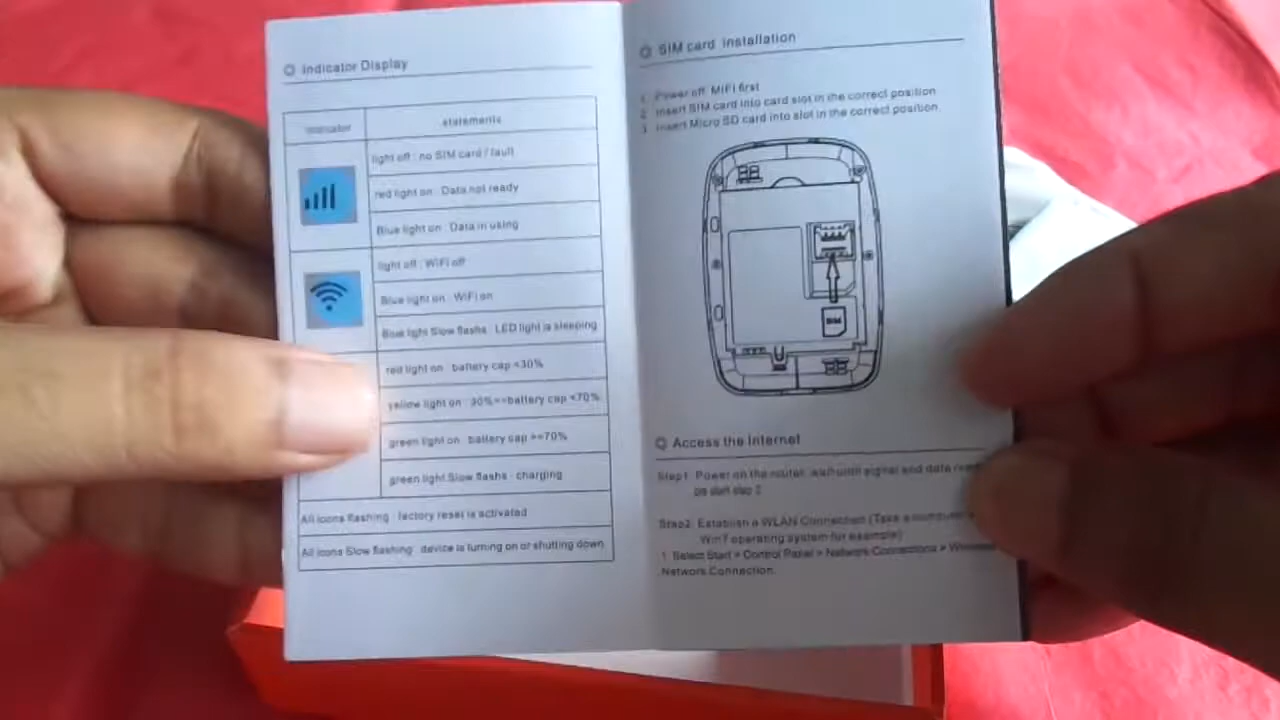 Indicator Display
indicator
statements
light off : no SIM card / fault
red light on : Data not ready
Blue light on : Data in using
light off : WiFi off
Blue light on : WiFi on
Blue light Slow flashs : LED light is sleeping
red light on : battery cap <30%
yellow light on : 30%=<battery cap <70%
green light on : battery cap >=70%
green light Slow flashs : charging
All icons flashing : factory reset is activated
All icons Slow flashing : device is turning on or shutting down
SIM card installation
1. Power off MiFi first
2. Insert SIM card into card slot in the correct position
3. Insert Micro SD card into slot in the correct position.
SIM
Access the Internet
Step1. Power on the router, wait until signal and data
start step 2
Step2. Establish a WLAN Connection (Take a
Win7 operating system for example)
1. Select Start > Control Panel > Network Connections >
Network Connection.